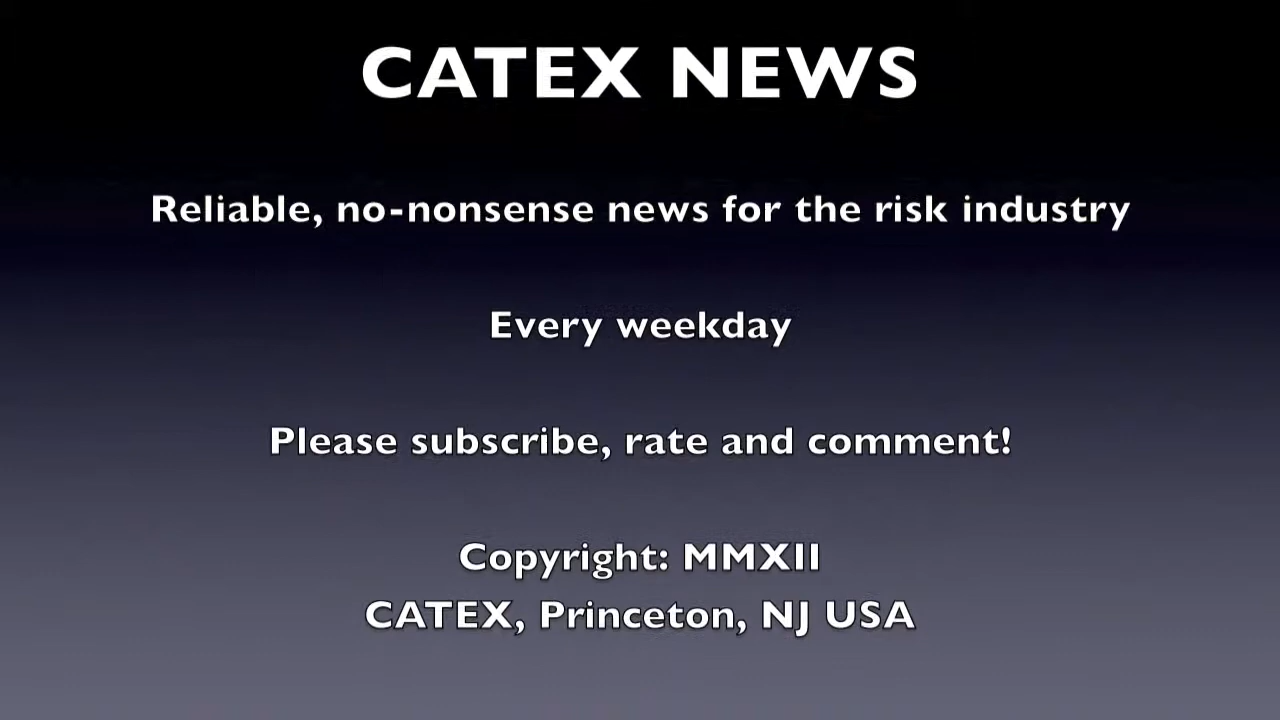 CATEX NEWS
Reliable, no-nonsense news for the risk industry
Every weekday
Please subscribe, rate and comment!
Copyright: MMXII
CATEX, Princeton, NJ USA